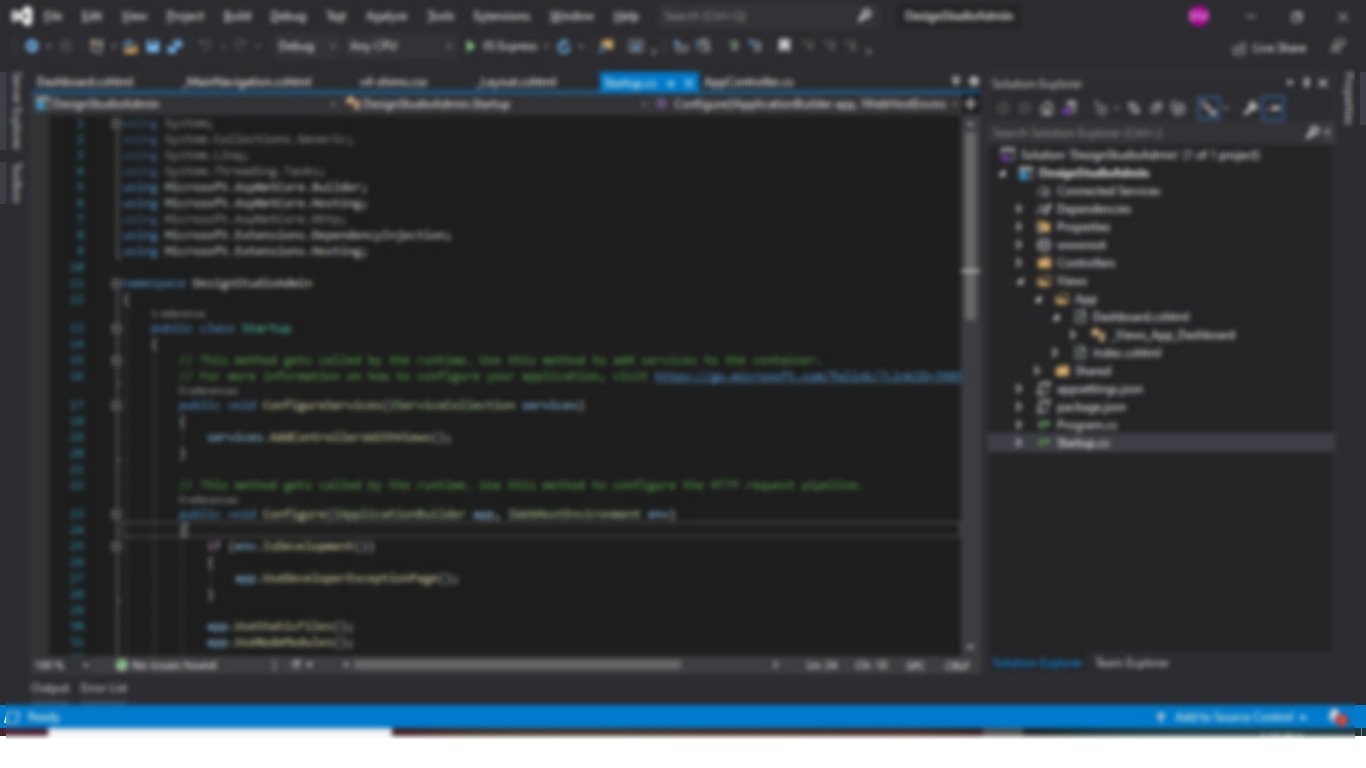 File Edit View Project Build Debug Test Analyze Tools Extensions Window Help Search (Ctrl+Q) DesignStudioAdmin
Debug Any CPU IIS Express Live Share
Dashboard.cshtml _MainNavigation.cshtml _Layout.cshtml Startup.cs AppController.cs
DesignStudioAdmin DesignStudioAdmin.Startup Configure(IApplicationBuilder app, IWebHostEnviro
1 using System;
2 using System.Collections.Generic;
3 using System.Linq;
4 using System.Threading.Tasks;
5 using Microsoft.AspNetCore.Builder;
6 using Microsoft.AspNetCore.Hosting;
7 using Microsoft.AspNetCore.Http;
8 using Microsoft.Extensions.DependencyInjection;
9 using Microsoft.Extensions.Hosting;
10
11 namespace DesignStudioAdmin
12 {
1 reference
13 public class Startup
14 {
15 // This method gets called by the runtime. Use this method to add services to the container.
16 // For more information on how to configure your application, visit https://go.microsoft.com/fwlink/?LinkID=
0 references
17 public void ConfigureServices(IServiceCollection services)
18 {
19 services.AddControllersWithViews();
20 }
21
22 // This method gets called by the runtime. Use this method to configure the HTTP request pipeline.
0 references
23 public void Configure(IApplicationBuilder app, IWebHostEnvironment env)
24 {
25 if (env.IsDevelopment())
26 {
27 app.UseDeveloperExceptionPage();
28 }
29
30 app.UseStaticFiles();
31 app.UseNodeModules();
100 % No issues found Ln: 24 Ch: 10 SPC CRLF
Output Error List
Ready Add to Source Control
Server Explorer
Toolbox
Solution Explorer
Search Solution Explorer (Ctrl+;)
Solution 'DesignStudioAdmin' (1 of 1 project)
DesignStudioAdmin
Connected Services
Dependencies
Properties
wwwroot
Controllers
Views
App
Dashboard.cshtml
_Views_App_Dashboard
Index.cshtml
Shared
appsettings.json
package.json
Program.cs
Startup.cs
Solution Explorer Team Explorer
Properties